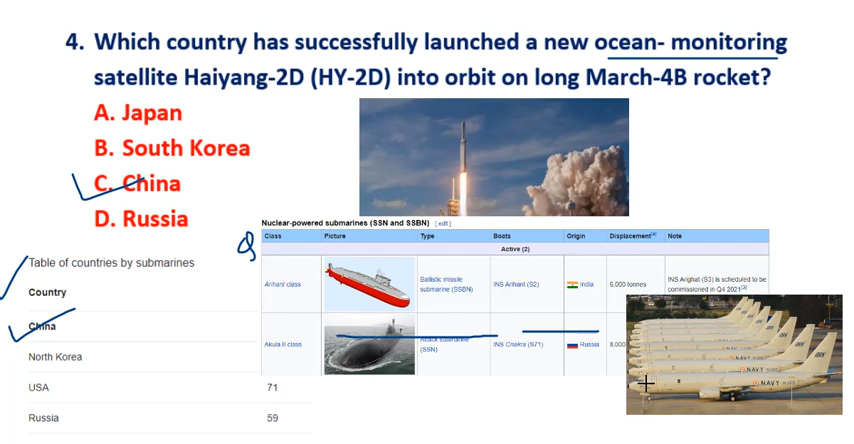 4. Which country has successfully launched a new ocean- monitoring
satellite Haiyang-2D (HY-2D) into orbit on long March-4B rocket?
A. Japan
B. South Korea
C. China
D. Russia
Nuclear-powered submarines (SSN and SSBN) [edit]
Class Picture Type Boats Origin Displacement Note
Active (2)
Arihant class Ballistic missile submarine (SSBN) INS Arihant (S2) India 6,000 tonnes INS Arighat (S3) is scheduled to be
commissioned in Q4 2021
Akula II class Attack submarine (SSN) INS Chakra (S71) Russia 8,000
Table of countries by submarines
Country
China
North Korea
USA 71
Russia 59
NAVY
NAVY
NAVY